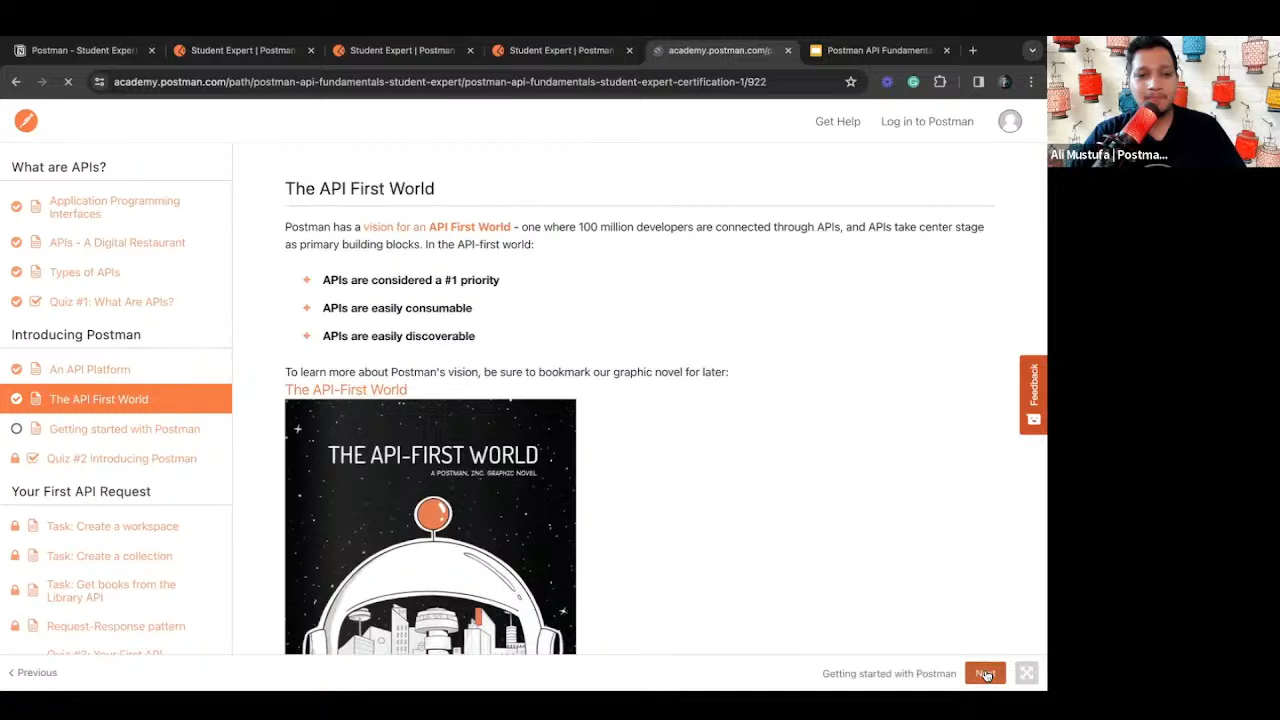 Postman - Student Exper
Student Expert | Postman
Student Expert | Postman
Student Expert | Postman
academy.postman.com/p
Postman API Fundamenta
academy.postman.com/path/postman-api-fundamentals-student-expert/postman-api-fundamentals-student-expert-certification-1/922
Ali Mustufa | Postma...
Get Help
Log in to Postman
What are APIs?
Application Programming
Interfaces
APIs - A Digital Restaurant
Types of APIs
Quiz #1: What Are APIs?
Introducing Postman
An API Platform
The API First World
Getting started with Postman
Quiz #2 Introducing Postman
Your First API Request
Task: Create a workspace
Task: Create a collection
Task: Get books from the
Library API
Request-Response pattern
Quiz #3: Your First API
The API First World
Postman has a vision for an API First World - one where 100 million developers are connected through APIs, and APIs take center stage
as primary building blocks. In the API-first world:
APIs are considered a #1 priority
APIs are easily consumable
APIs are easily discoverable
To learn more about Postman's vision, be sure to bookmark our graphic novel for later:
The API-First World
THE API-FIRST WORLD
A POSTMAN, INC. GRAPHIC NOVEL
Feedback
Previous
Getting started with Postman
Next